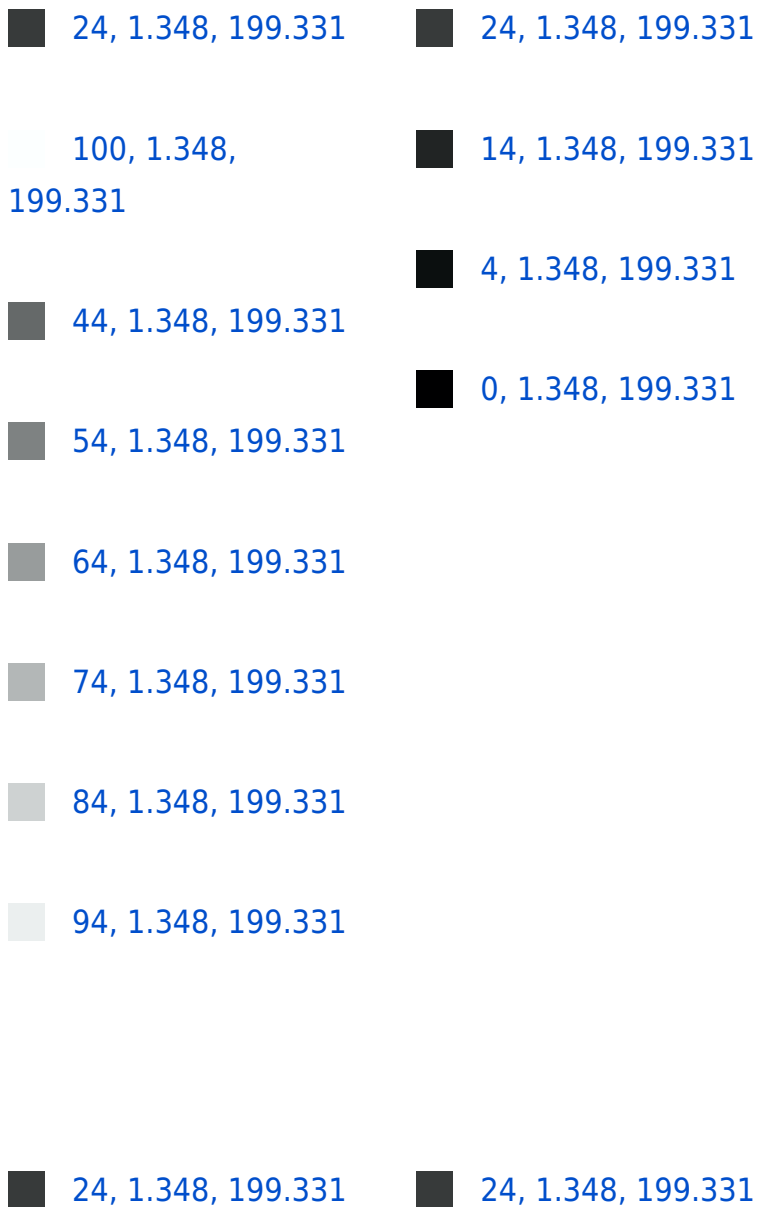 24, 1.348, 199.331
100, 1.348,
199.331
44, 1.348, 199.331
54, 1.348, 199.331
64, 1.348, 199.331
74, 1.348, 199.331
84, 1.348, 199.331
94, 1.348, 199.331
24, 1.348, 199.331
14, 1.348, 199.331
4, 1.348, 199.331
0, 1.348, 199.331
24, 1.348, 199.331
24, 1.348, 199.331